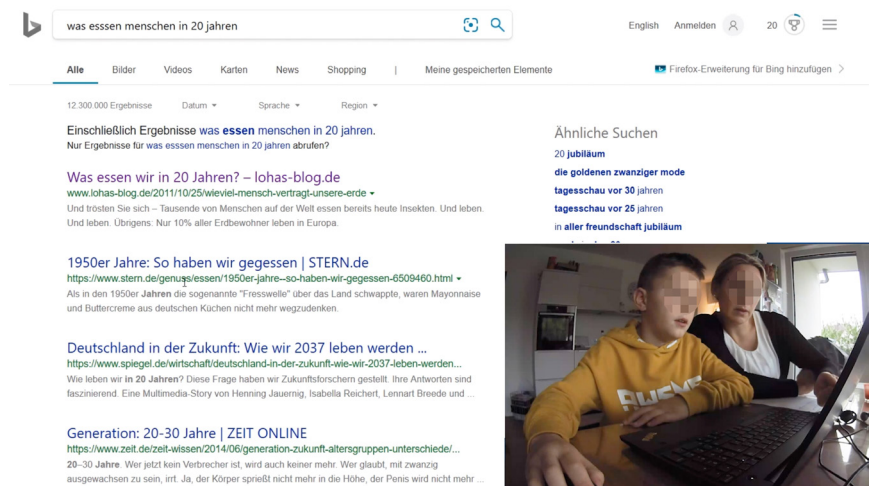 was esssen menschen in 20 jahren
English Anmelden 20
Alle Bilder Videos Karten News Shopping | Meine gespeicherten Elemente
Firefox-Erweiterung für Bing hinzufügen
12.300.000 Ergebnisse Datum Sprache Region
Einschließlich Ergebnisse was essen menschen in 20 jahren.
Nur Ergebnisse für was esssen menschen in 20 jahren abrufen?
Ähnliche Suchen
20 jubiläum
die goldenen zwanziger mode
tagesschau vor 30 jahren
tagesschau vor 25 jahren
in aller freundschaft jubiläum
Was essen wir in 20 Jahren? – lohas-blog.de
www.lohas-blog.de/2011/10/25/wieviel-mensch-vertragt-unsere-erde
Und trösten Sie sich – Tausende von Menschen auf der Welt essen bereits heute Insekten. Und leben.
Und leben. Übrigens: Nur 10% aller Erdbewohner leben in Europa.
1950er Jahre: So haben wir gegessen | STERN.de
https://www.stern.de/genuss/essen/1950er-jahre--so-haben-wir-gegessen-6509460.html
Als in den 1950er Jahren die sogenannte "Fresswelle" über das Land schwappte, waren Mayonnaise
und Buttercreme aus deutschen Küchen nicht mehr wegzudenken.
Deutschland in der Zukunft: Wie wir 2037 leben werden ...
https://www.spiegel.de/wirtschaft/deutschland-in-der-zukunft-wie-wir-2037-leben-werden...
Wie leben wir in 20 Jahren? Diese Frage haben wir Zukunftsforschern gestellt. Ihre Antworten sind
faszinierend. Eine Multimedia-Story von Henning Jauernig, Isabella Reichert, Lennart Breede und ...
Generation: 20-30 Jahre | ZEIT ONLINE
https://www.zeit.de/zeit-wissen/2014/06/generation-zukunft-altersgruppen-unterschiede/...
20–30 Jahre. Wer jetzt kein Verbrecher ist, wird auch keiner mehr. Wer glaubt, mit zwanzig
ausgewachsen zu sein, irrt. Ja, der Körper sprießt nicht mehr in die Höhe, der Penis wird nicht mehr ...